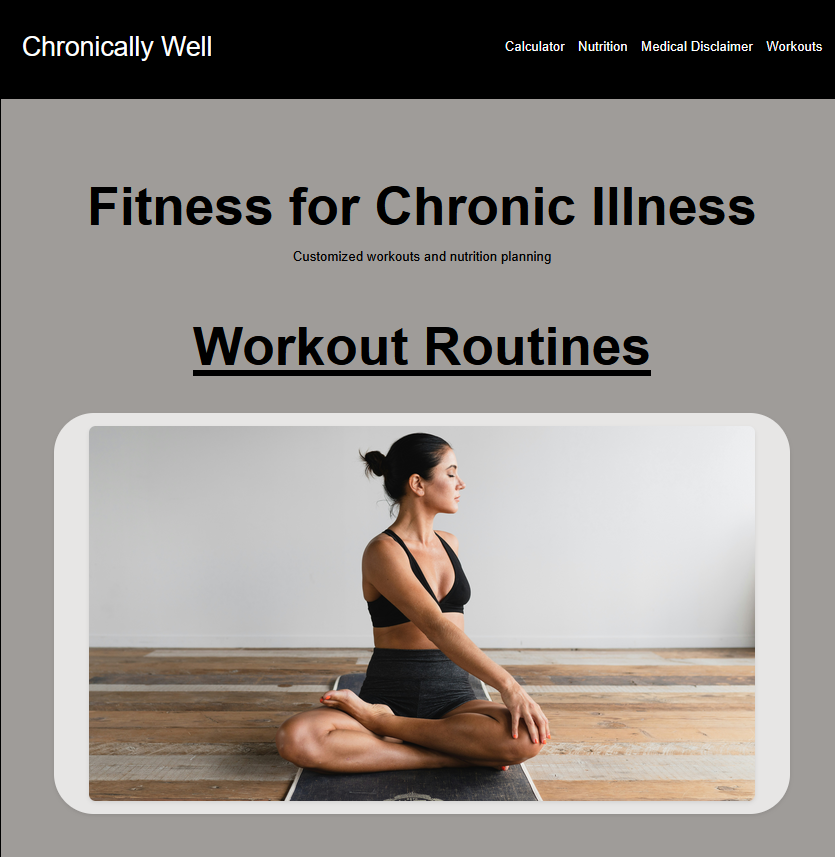 Chronically Well
Calculator Nutrition Medical Disclaimer Workouts
Fitness for Chronic Illness
Customized workouts and nutrition planning
Workout Routines